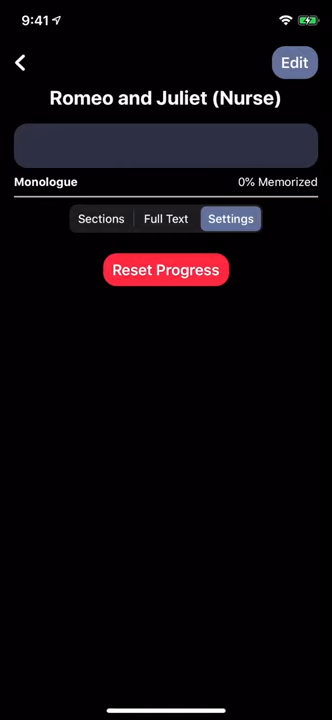 9:41
Edit
Romeo and Juliet (Nurse)
Monologue
0% Memorized
Sections
Full Text
Settings
Reset Progress